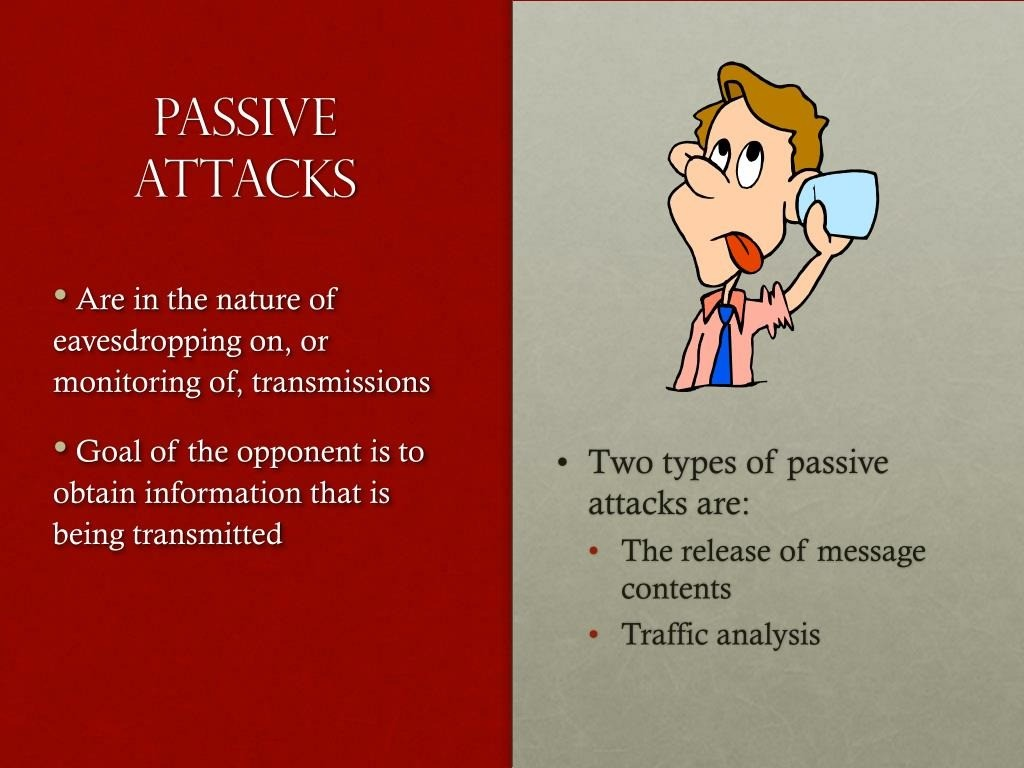 PASSIVE
ATTACKS
• Are in the nature of
eavesdropping on, or
monitoring of, transmissions
• Goal of the opponent is to
obtain information that is
being transmitted
• Two types of passive
attacks are:
• The release of message
contents
• Traffic analysis